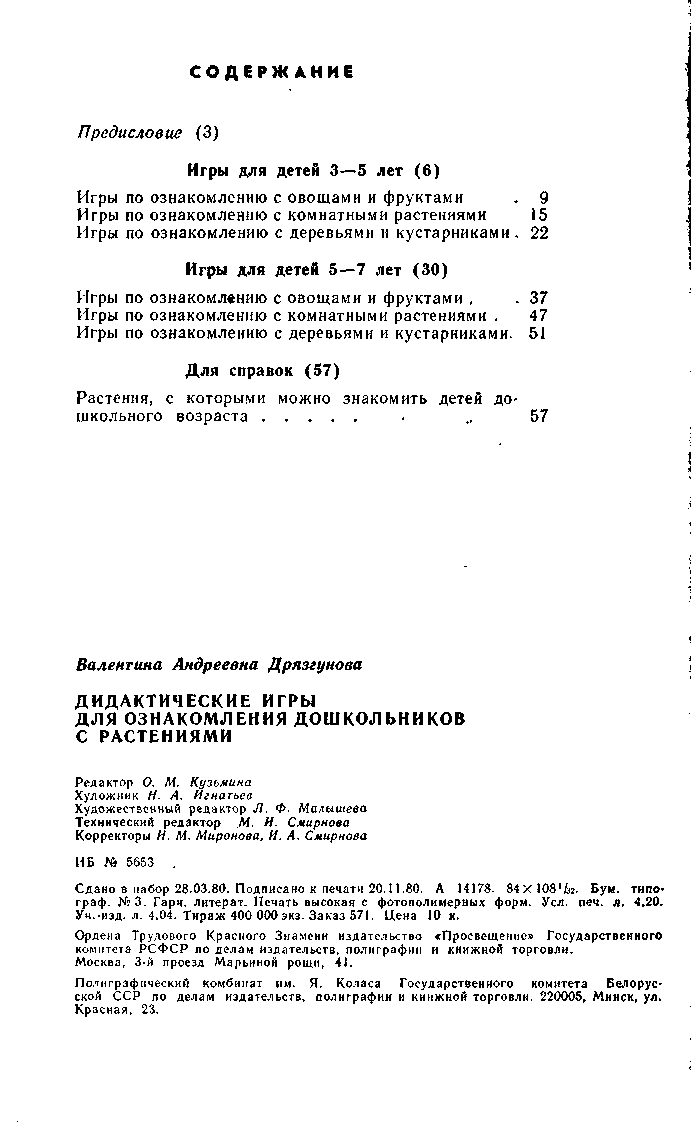 СОДЕРЖАНИЕ
Предисловие (3)
Игры для детей 3—5 лет (6)
Игры по ознакомлению с овощами и фруктами . 9
Игры по ознакомлению с комнатными растениями 15
Игры по ознакомлению с деревьями и кустарниками . 22
Игры для детей 5—7 лет (30)
Игры по ознакомлению с овощами и фруктами . . 37
Игры по ознакомлению с комнатными растениями . 47
Игры по ознакомлению с деревьями и кустарниками. 51
Для справок (57)
Растения, с которыми можно знакомить детей до-
школьного возраста . . . . . . . 57
Валентина Андреевна Дрязгунова
ДИДАКТИЧЕСКИЕ ИГРЫ
ДЛЯ ОЗНАКОМЛЕНИЯ ДОШКОЛЬНИКОВ
С РАСТЕНИЯМИ
Редактор О. М. Кузьмина
Художник Н. А. Игнатьев
Художественный редактор Л. Ф. Малышева
Технический редактор М. И. Смирнова
Корректоры Н. М. Миронова, И. А. Смирнова
ИБ № 5653
Сдано в набор 28.03.80. Подписано к печати 20.11.80. А 14178. 84×108¹/₃₂. Бум. типо-
граф. № 3. Гарн. литерат. Печать высокая с фотополимерных форм. Усл. печ. л. 4,20.
Уч.-изд. л. 4,04. Тираж 400 000 экз. Заказ 571. Цена 10 к.
Ордена Трудового Красного Знамени издательство «Просвещение» Государственного
комитета РСФСР по делам издательств, полиграфии и книжной торговли.
Москва, 3-й проезд Марьиной рощи, 41.
Полиграфический комбинат им. Я. Коласа Государственного комитета Белорус-
ской ССР по делам издательств, полиграфии и книжной торговли. 220005, Минск, ул.
Красная, 23.